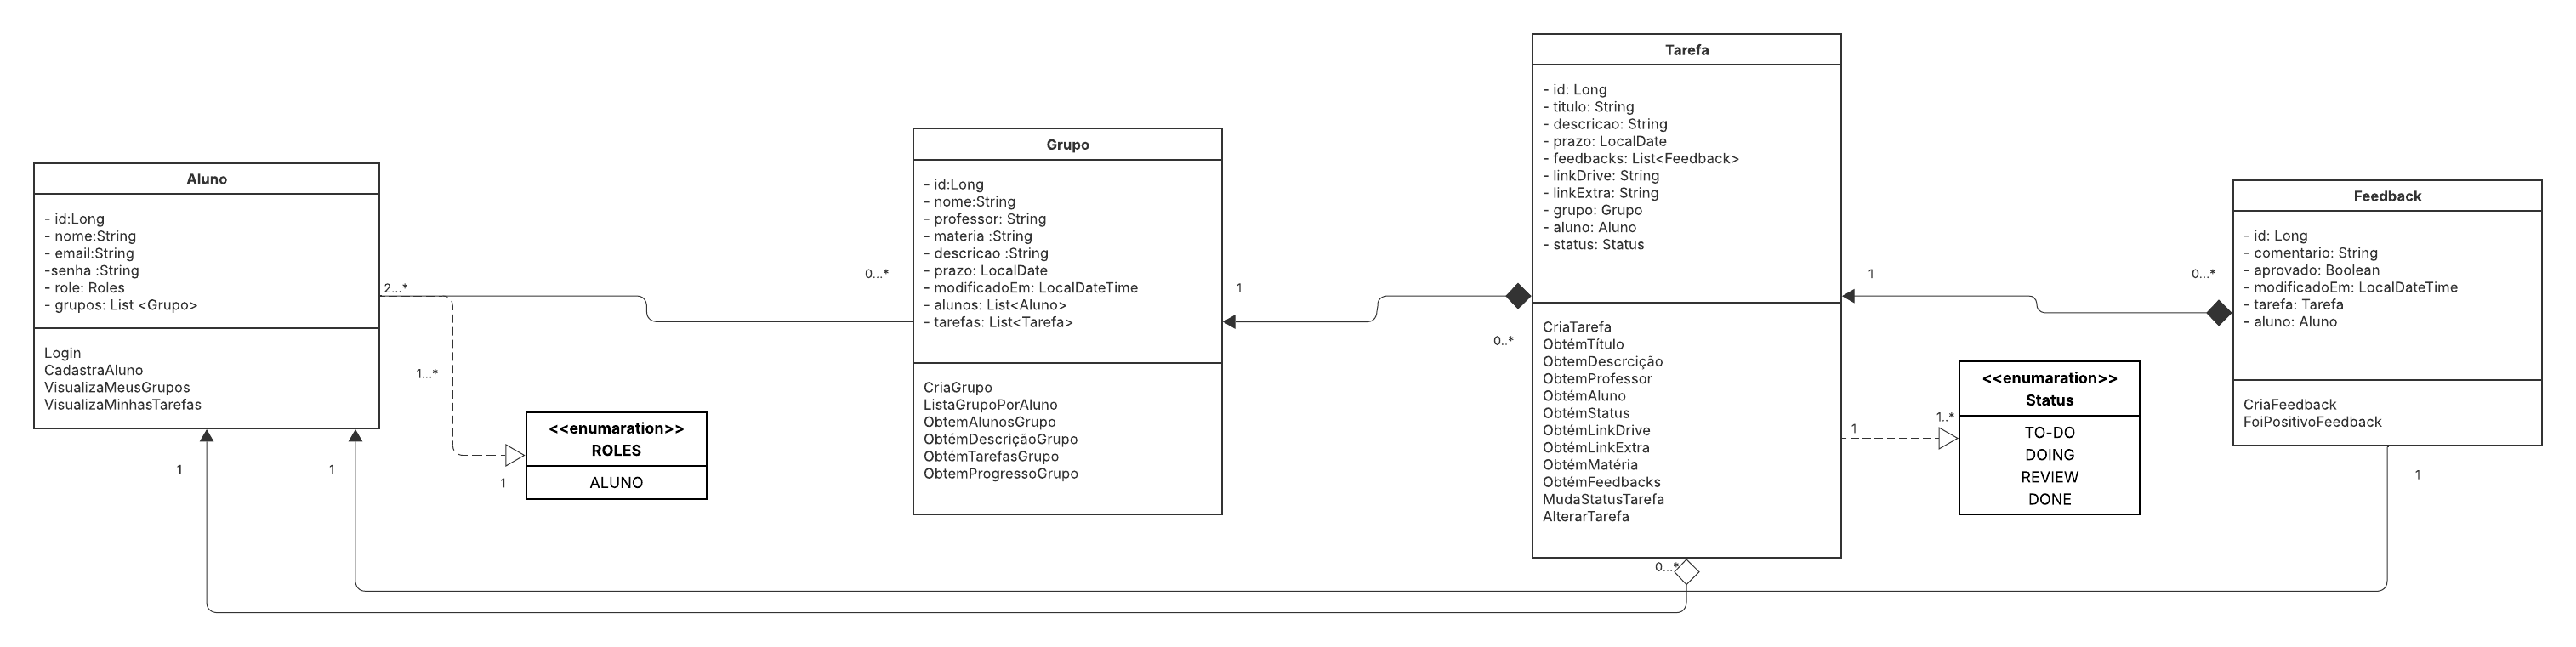 Aluno
- id:Long
- nome:String
- email:String
-senha :String
- role: Roles
- grupos: List <Grupo>
Login
CadastraAluno
VisualizaMeusGrupos
VisualizaMinhasTarefas
2...*
1...*
1
1
1
<<enumaration>>
ROLES
ALUNO
0...*
Grupo
- id:Long
- nome:String
- professor: String
- materia :String
- descricao :String
- prazo: LocalDate
- modificadoEm: LocalDateTime
- alunos: List<Aluno>
- tarefas: List<Tarefa>
CriaGrupo
ListaGrupoPorAluno
ObtemAlunosGrupo
ObtémDescriçãoGrupo
ObtémTarefasGrupo
ObtemProgressoGrupo
1
0..*
Tarefa
- id: Long
- titulo: String
- descricao: String
- prazo: LocalDate
- feedbacks: List<Feedback>
- linkDrive: String
- linkExtra: String
- grupo: Grupo
- aluno: Aluno
- status: Status
CriaTarefa
ObtémTítulo
ObtemDescrcição
ObtemProfessor
ObtémAluno
ObtémStatus
ObtémLinkDrive
ObtémLinkExtra
ObtémMatéria
ObtémFeedbacks
MudaStatusTarefa
AlterarTarefa
0...*
1
0...*
1
1..*
<<enumaration>>
Status
TO-DO
DOING
REVIEW
DONE
Feedback
- id: Long
- comentario: String
- aprovado: Boolean
- modificadoEm: LocalDateTime
- tarefa: Tarefa
- aluno: Aluno
CriaFeedback
FoiPositivoFeedback
1